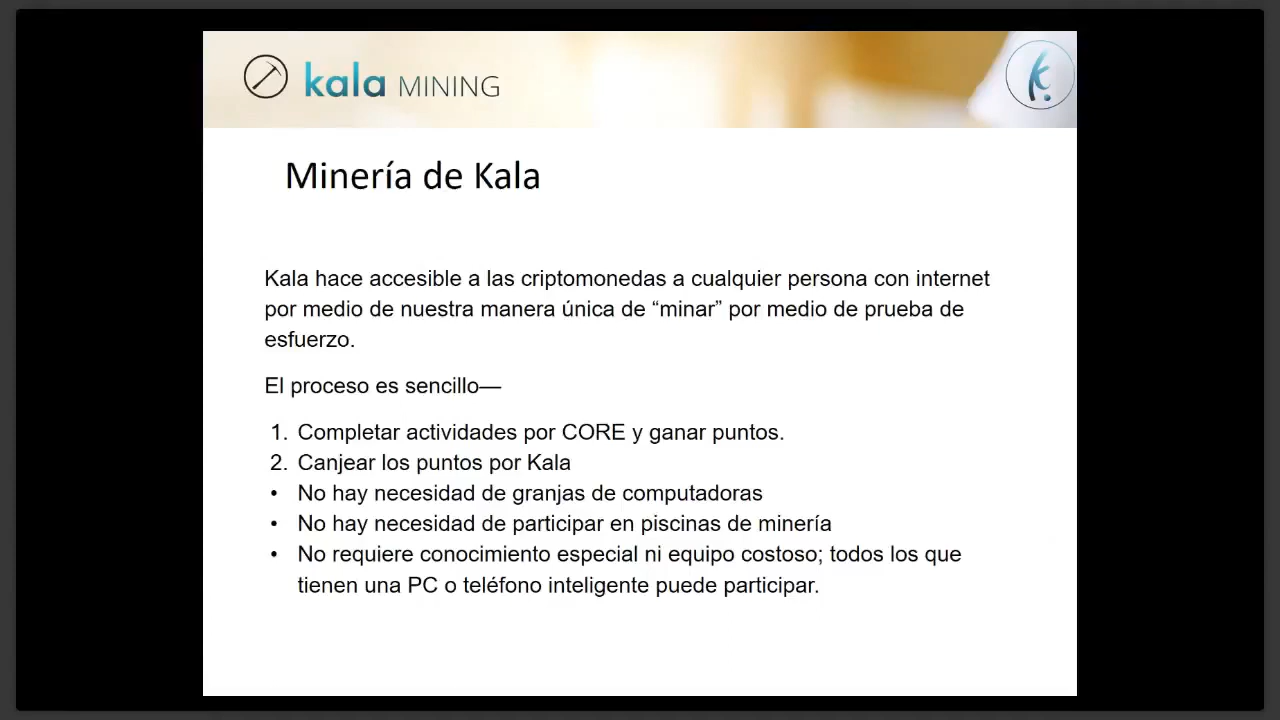 kala MINING
Minería de Kala
Kala hace accesible a las criptomonedas a cualquier persona con internet
por medio de nuestra manera única de “minar” por medio de prueba de
esfuerzo.
El proceso es sencillo—
1. Completar actividades por CORE y ganar puntos.
2. Canjear los puntos por Kala
• No hay necesidad de granjas de computadoras
• No hay necesidad de participar en piscinas de minería
• No requiere conocimiento especial ni equipo costoso; todos los que
tienen una PC o teléfono inteligente puede participar.